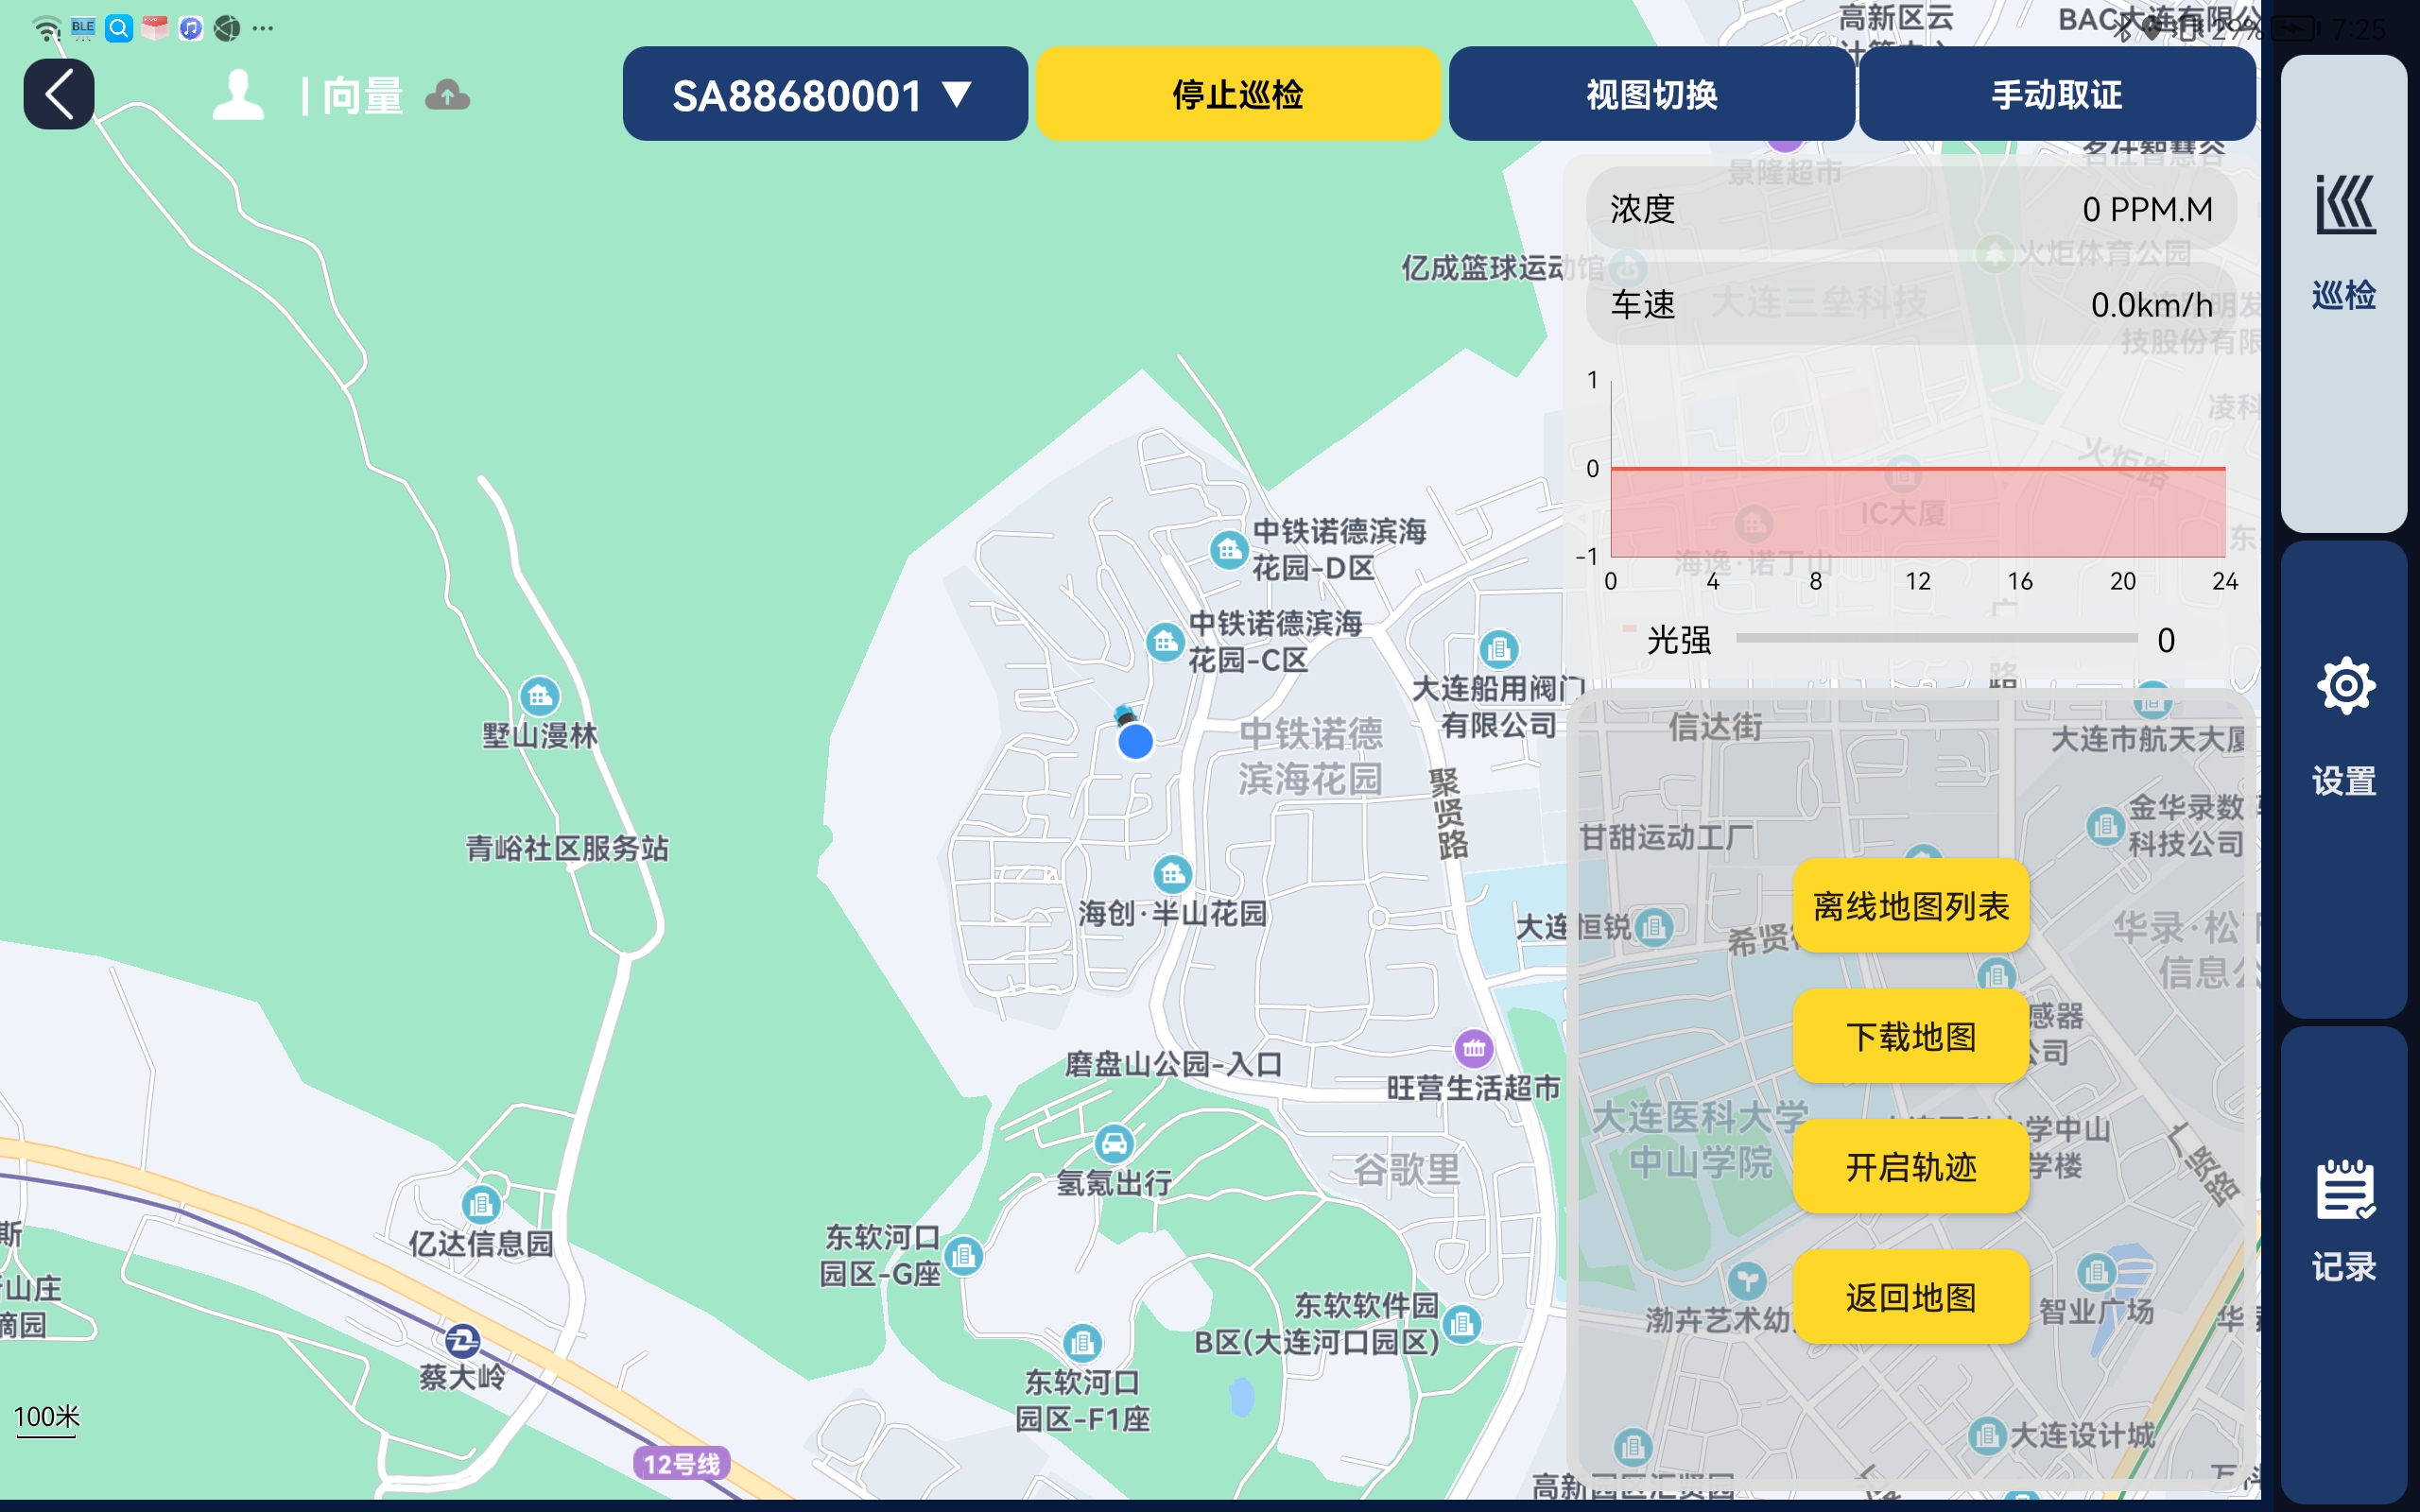 BLE
29%
7:25
高新区云
SA88680001 ▼
停止巡检
视图切换
手动取证
| 向量
名仕智慧谷
景隆超市
浓度
0 PPM.M
火炬体育公园
亿成篮球运动馆
大连三垒科技
车速
0.0km/h
技股份有限
凌科
火炬路
IC大厦
海逸·诺丁山
1
0
-1
0
4
8
12
16
20
24
光强
0
巡检
设置
记录
中铁诺德滨海
花园-D区
中铁诺德滨海
花园-C区
大连船用阀门
有限公司
中铁诺德
滨海花园
聚贤路
墅山漫林
青峪社区服务站
海创·半山花园
信达街
大连市航天大厦
甘甜运动工厂
金华录数
科技公司
大连恒锐
希贤
华录·松
信息公
离线地图列表
下载地图
开启轨迹
返回地图
感器
公司
磨盘山公园-入口
旺营生活超市
大连医科大学
中山学院
学中山
学楼
广贤路
氢氪出行
谷歌里
东软河口
园区-G座
亿达信息园
斯
山庄
东软软件园
B区(大连河口园区)
渤卉艺术幼
智业广场
华
蔡大岭
东软河口
园区-F1座
大连设计城
100米
12号线
高新园区汇贤园